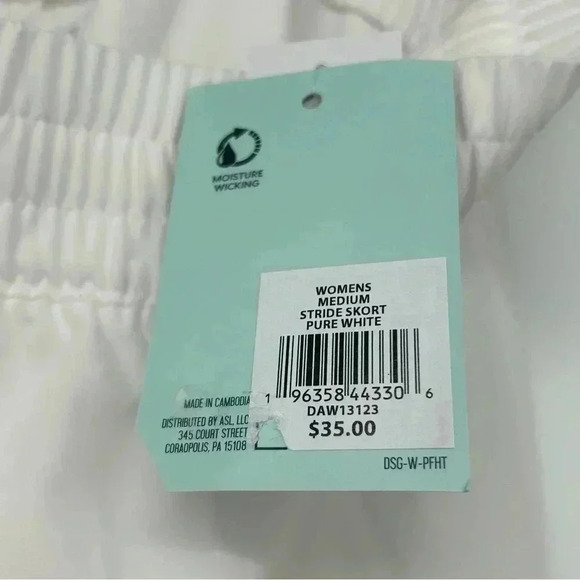 MOISTURE
WICKING
WOMENS
MEDIUM
STRIDE SKORT
PURE WHITE
1 96358 44330 6
DAW13123
$35.00
MADE IN CAMBODIA
DISTRIBUTED BY ASL, LLC
345 COURT STREET
CORAOPOLIS, PA 15108
DSG-W-PFHT